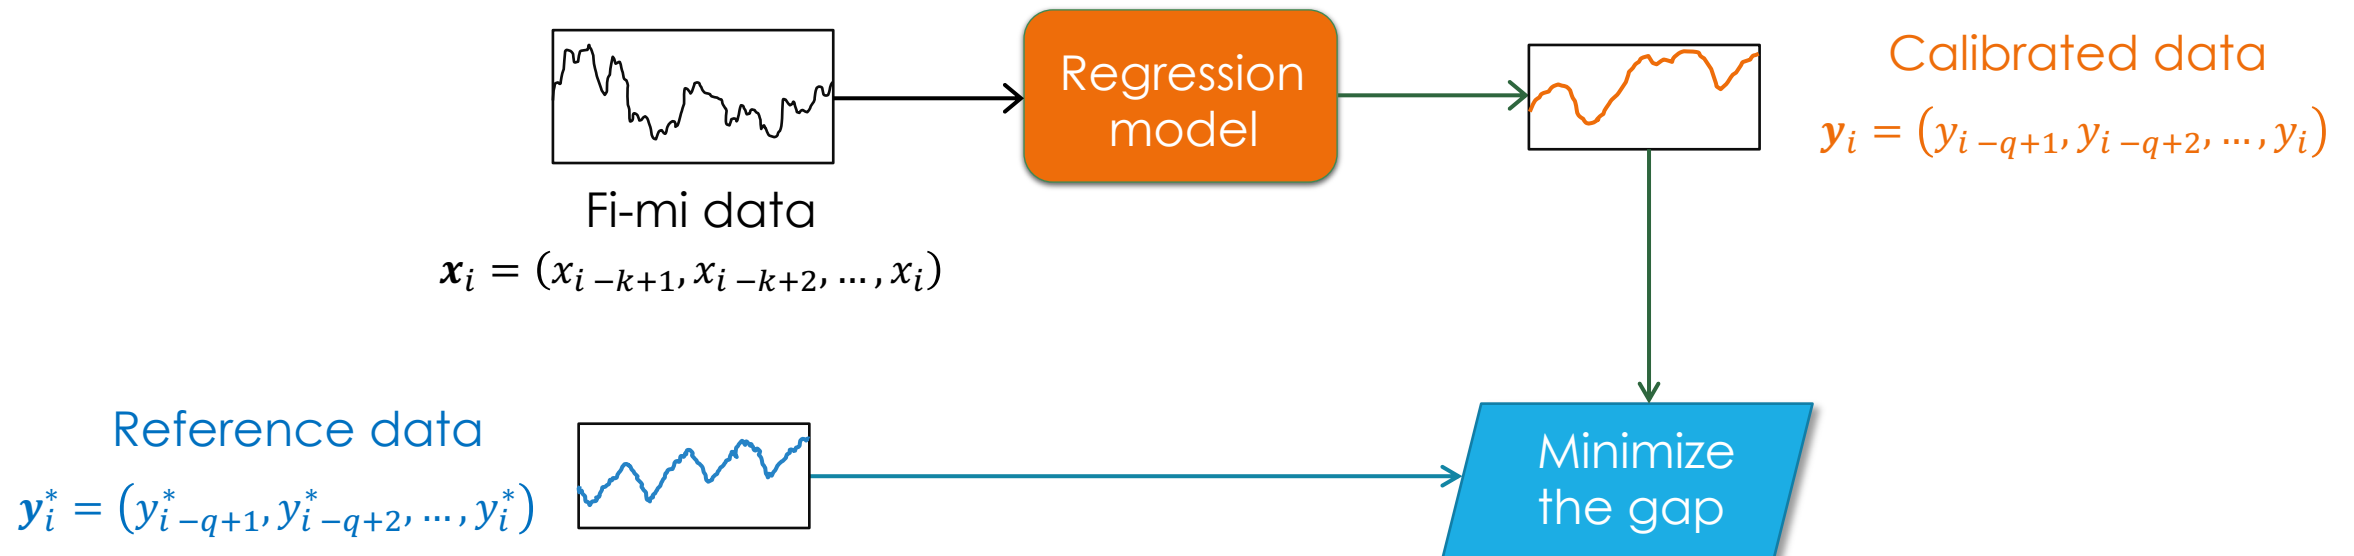 Regression
model
Calibrated data
𝒚ᵢ = (yᵢ ₋q₊₁, yᵢ ₋q₊₂, … , yᵢ)
Fi-mi data
𝒙ᵢ = (xᵢ ₋ₖ₊₁, xᵢ ₋ₖ₊₂, … , xᵢ)
Reference data
𝒚ᵢ* = (yᵢ* ₋q₊₁, yᵢ* ₋q₊₂, … , yᵢ*)
Minimize
the gap